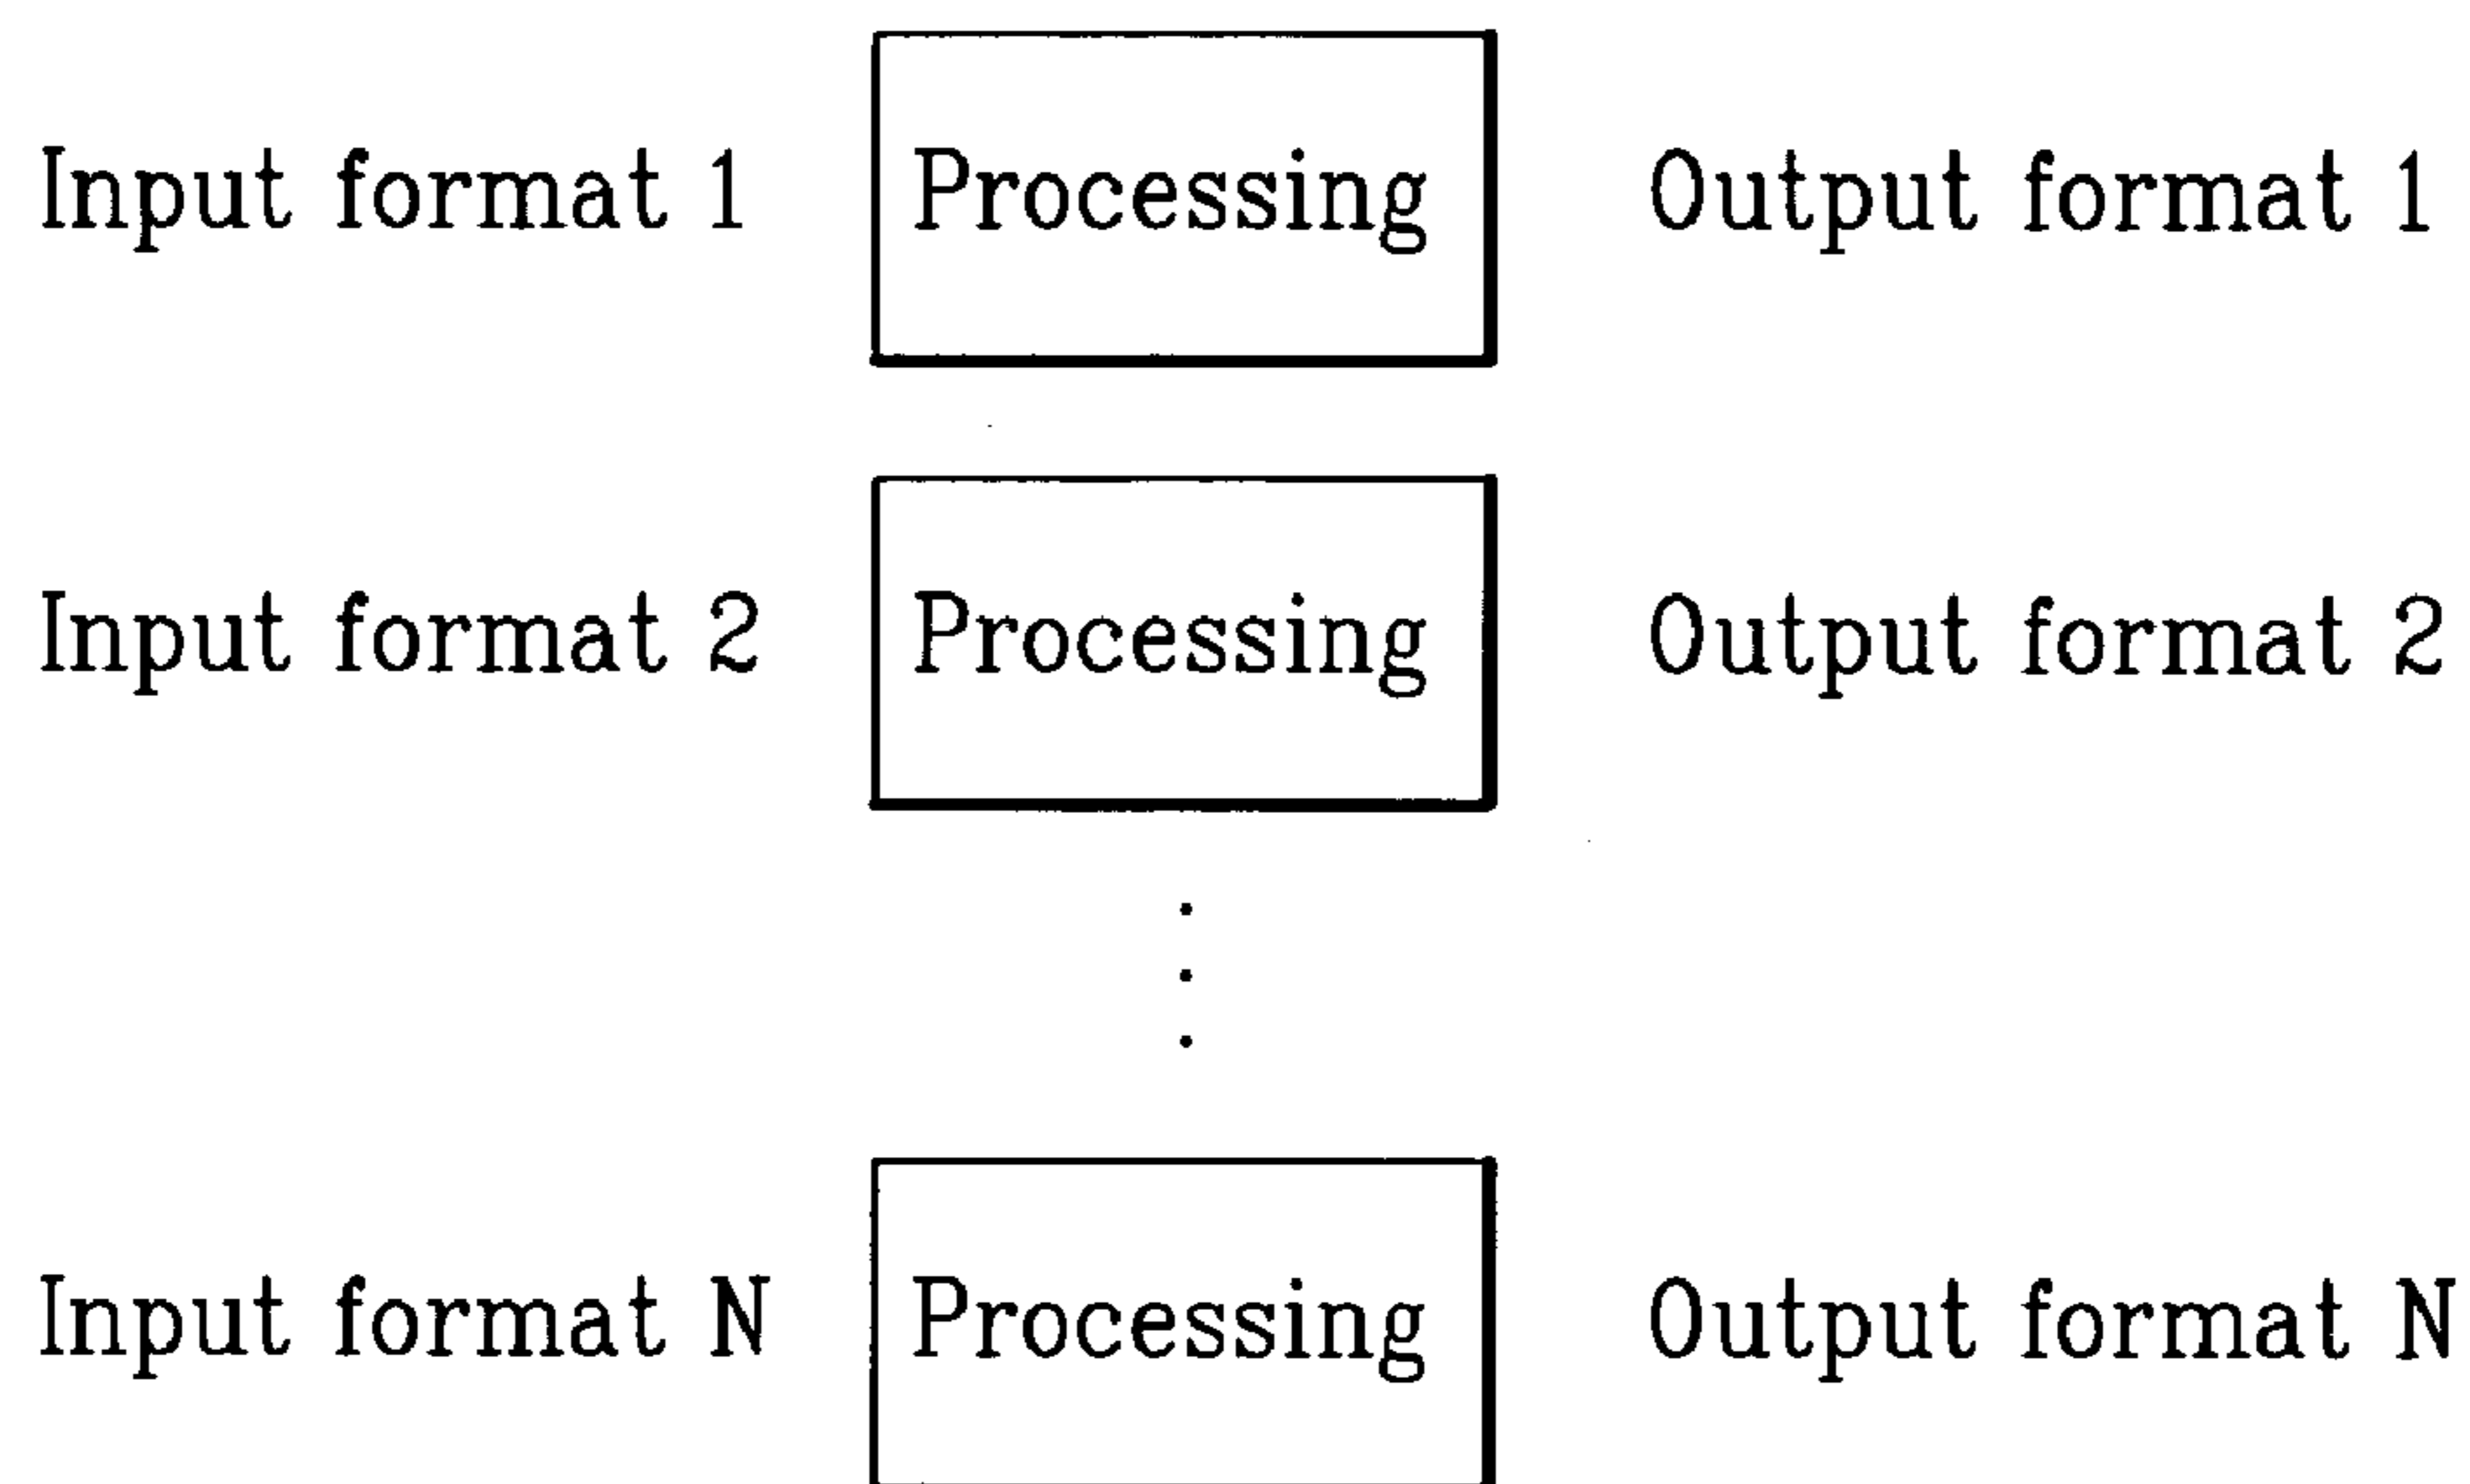 Input format 1 Processing Output format 1
Input format 2 Processing Output format 2
Input format N Processing Output format N